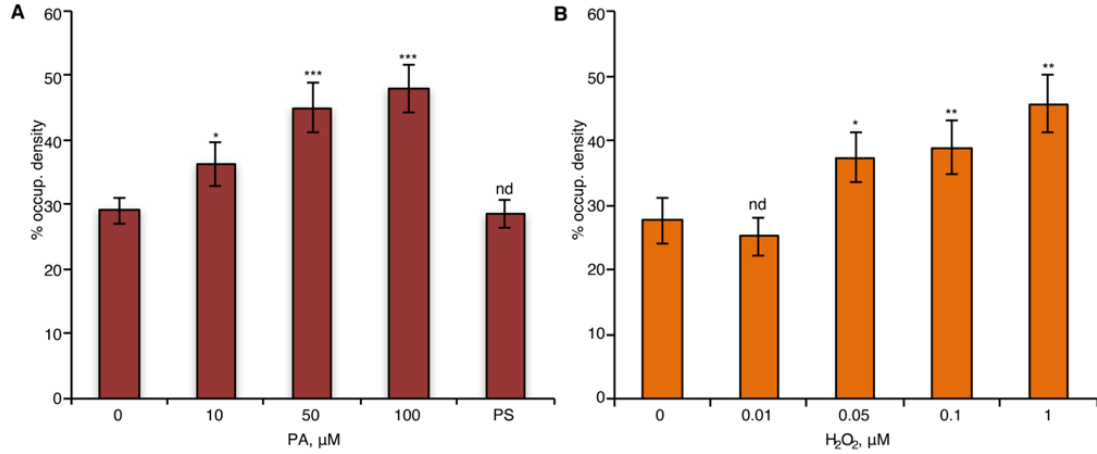 A
60
50
40
30
20
10
0
% occup. density
*
***
***
nd
0 10 50 100 PS
PA, µM
B
60
50
40
30
20
10
0
% occup. density
nd
*
**
**
0 0.01 0.05 0.1 1
H₂O₂, µM